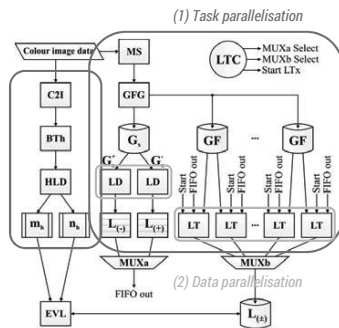 (1) Task parallelisation
Colour image data
MS
LTC
MUXa Select
MUXb Select
Start LTx
C2I
GFG
BTh
Gx
GF
...
GF
G+
G-
HLD
LD
LD
Start
FIFO out
Start
FIFO out
Start
FIFO out
Start
FIFO out
mh
nh
L(-)
L(+)
LT
LT
...
LT
LT
MUXa
(2) Data parallelisation
MUXb
FIFO out
EVL
L(±)